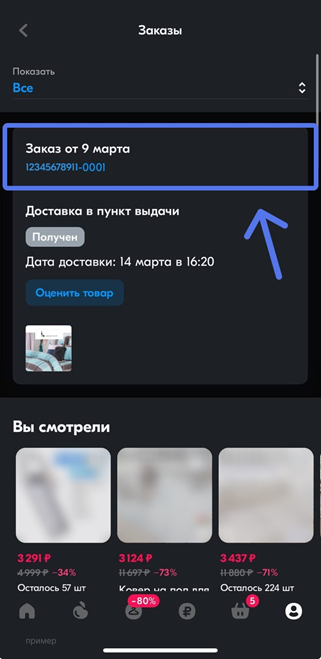 Заказы
Показать
Все
Заказ от 9 марта
12345678911-0001
Доставка в пункт выдачи
Получен
Дата доставки: 14 марта в 16:20
Оценить товар
Вы смотрели
3 291 ₽ 3 124 ₽ 3 437 ₽
4 999 ₽ −34% 11 697 ₽ −73% 11 880 ₽ −71%
Осталось 57 шт Ковер на пол для Осталось 224 шт
-80% 5
пример